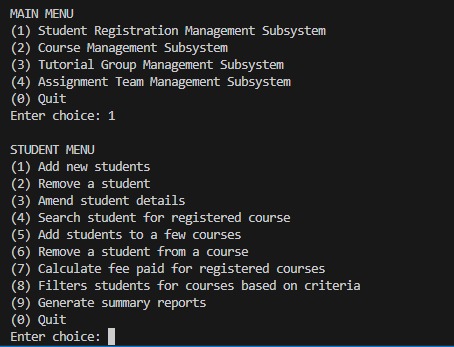 MAIN MENU
(1) Student Registration Management Subsystem
(2) Course Management Subsystem
(3) Tutorial Group Management Subsystem
(4) Assignment Team Management Subsystem
(0) Quit
Enter choice: 1

STUDENT MENU
(1) Add new students
(2) Remove a student
(3) Amend student details
(4) Search student for registered course
(5) Add students to a few courses
(6) Remove a student from a course
(7) Calculate fee paid for registered courses
(8) Filters students for courses based on criteria
(9) Generate summary reports
(0) Quit
Enter choice: